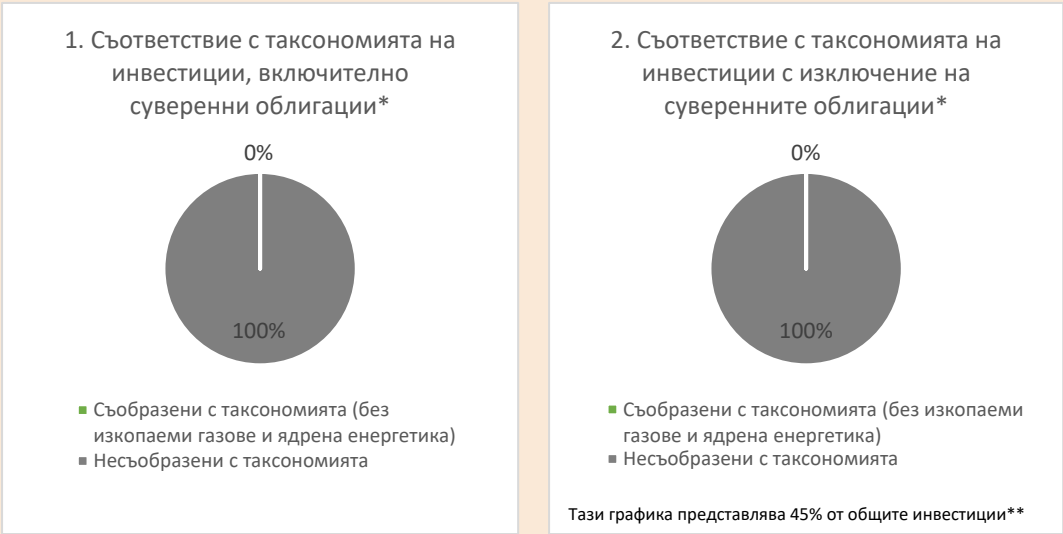 1. Съответствие с таксономията на
инвестиции, включително
суверенни облигации*
0%
100%
Съобразени с таксономията (без
изкопаеми газове и ядрена енергетика)
Несъобразени с таксономията
2. Съответствие с таксономията на
инвестиции с изключение на
суверенните облигации*
0%
100%
Съобразени с таксономията (без изкопаеми
газове и ядрена енергетика)
Несъобразени с таксономията
Тази графика представлява 45% от общите инвестиции**